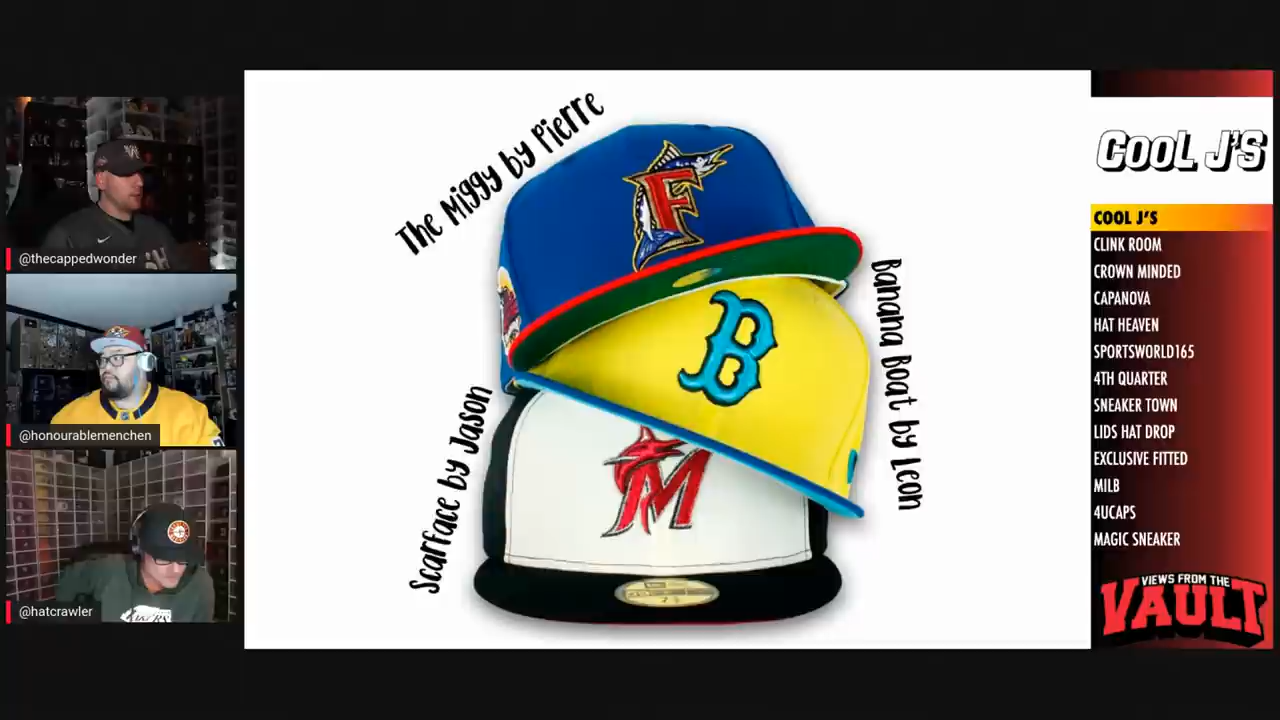 @thecappedwonder
@honourablemenchen
LAKERS
@hatcrawler
The Miggy by Pierre
Banana Boat by Leon
Scarface by Jason
F
B
M
COOL J'S
COOL J'S
CLINK ROOM
CROWN MINDED
CAPANOVA
HAT HEAVEN
SPORTSWORLD165
4TH QUARTER
SNEAKER TOWN
LIDS HAT DROP
EXCLUSIVE FITTED
MILB
4UCAPS
MAGIC SNEAKER
VIEWS FROM THE
VAULT